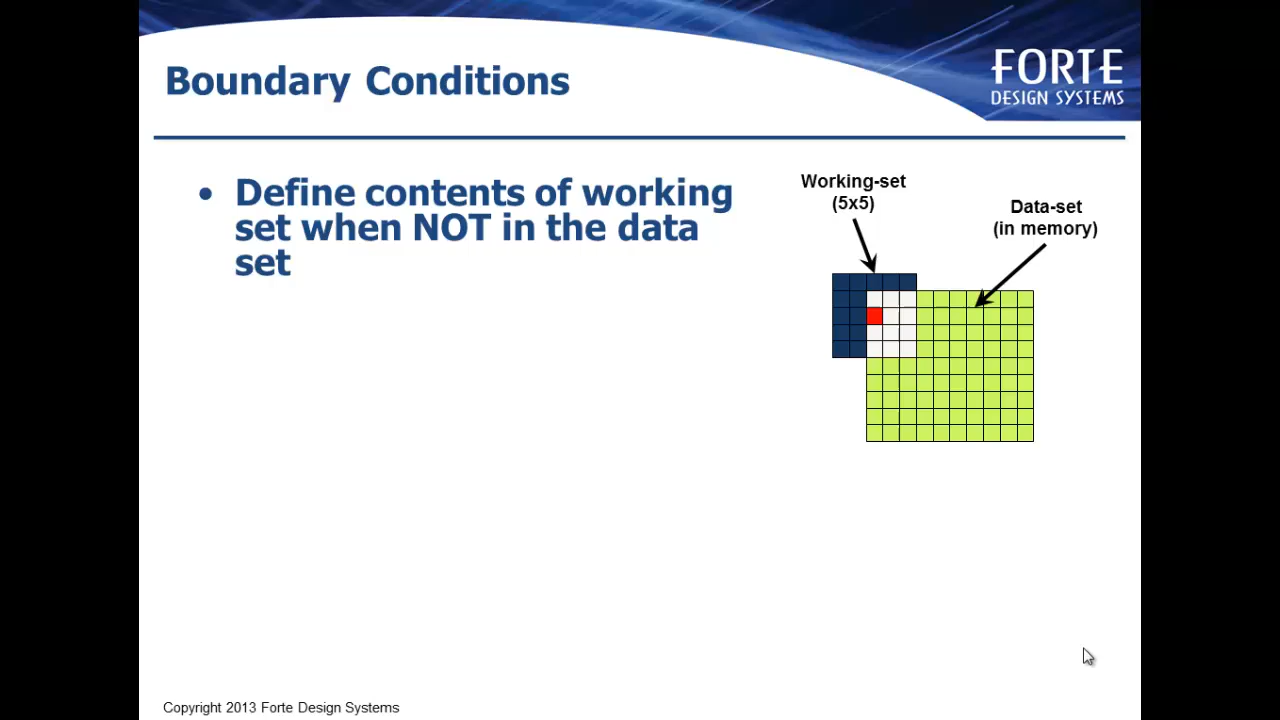 FORTE
DESIGN SYSTEMS
Boundary Conditions
• Define contents of working
set when NOT in the data
set
Working-set
(5x5)
Data-set
(in memory)
Copyright 2013 Forte Design Systems